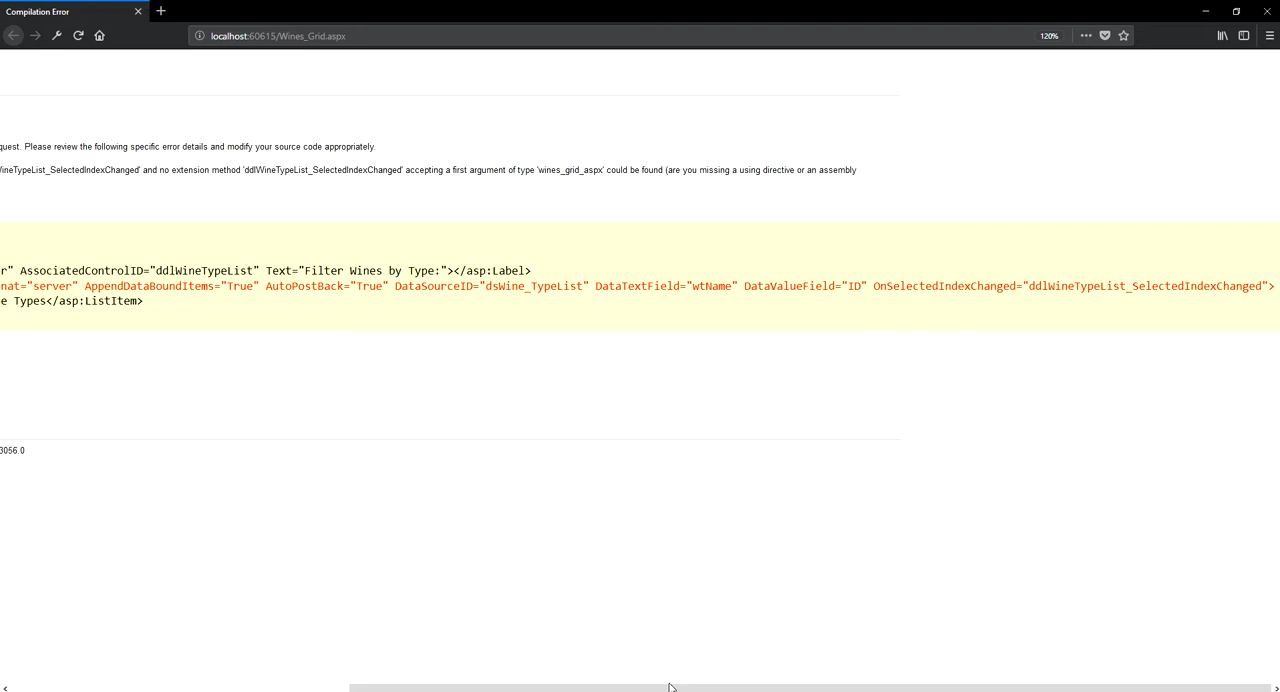 Compilation Error
localhost:60615/Wines_Grid.aspx
120%
quest. Please review the following specific error details and modify your source code appropriately.
VineTypeList_SelectedIndexChanged' and no extension method 'ddlWineTypeList_SelectedIndexChanged' accepting a first argument of type 'wines_grid_aspx' could be found (are you missing a using directive or an assembly
r" AssociatedControlID="ddlWineTypeList" Text="Filter Wines by Type:"></asp:Label>
nat="server" AppendDataBoundItems="True" AutoPostBack="True" DataSourceID="dsWine_TypeList" DataTextField="wtName" DataValueField="ID" OnSelectedIndexChanged="ddlWineTypeList_SelectedIndexChanged">
e Types</asp:ListItem>
3056.0